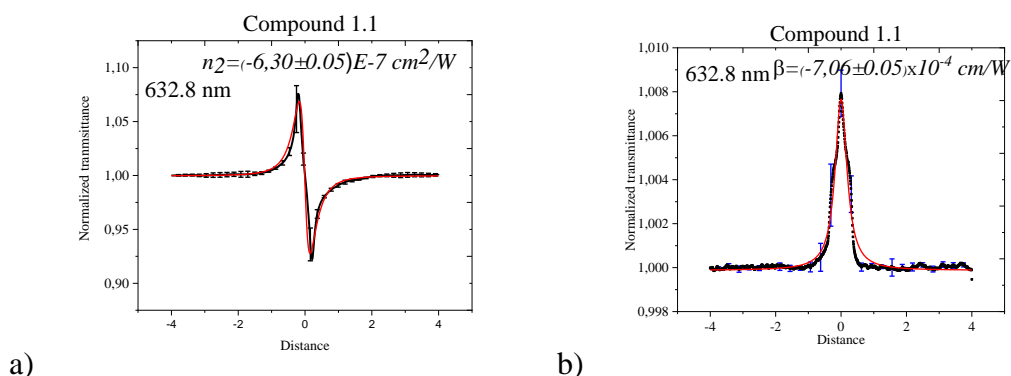 Compound 1.1
n2=(-6,30±0.05)E-7 cm²/W
632.8 nm
1,10
1,05
1,00
0,95
0,90
Normalized tranmsittance
-4 -2 0 2 4
Distance
a)
Compound 1.1
632.8 nm β=(-7,06±0.05)x10⁻⁴ cm/W
1,010
1,008
1,006
1,004
1,002
1,000
0,998
Normalized transmittance
-4 -2 0 2 4
Distance
b)